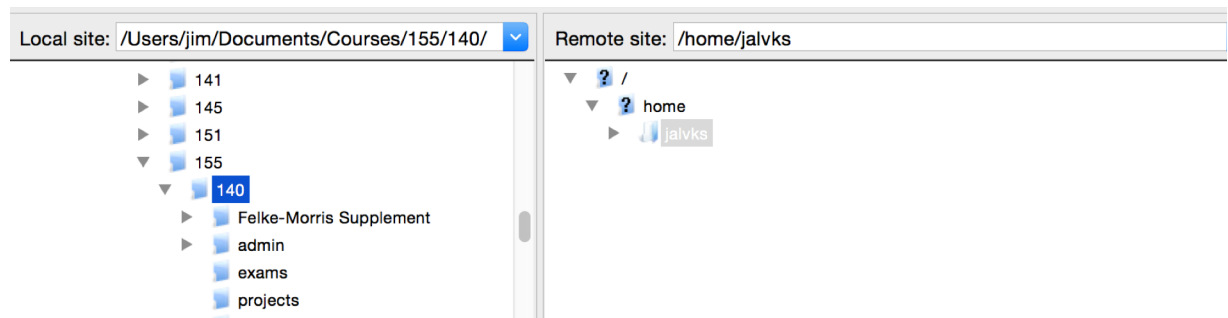 Local site: /Users/jim/Documents/Courses/155/140/
141
145
151
155
140
Felke-Morris Supplement
admin
exams
projects
Remote site: /home/jalvks
? /
? home
jalvks